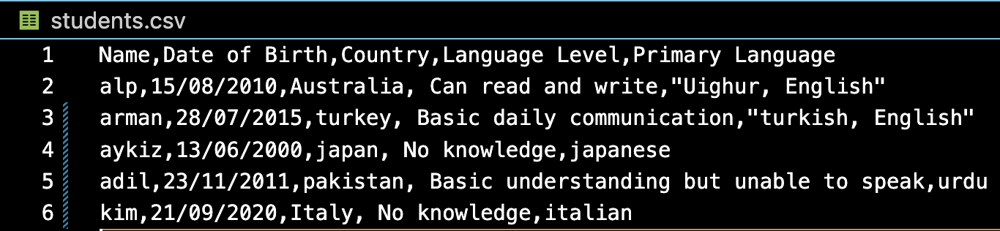 students.csv
1 Name,Date of Birth,Country,Language Level,Primary Language
2 alp,15/08/2010,Australia, Can read and write,"Uighur, English"
3 arman,28/07/2015,turkey, Basic daily communication,"turkish, English"
4 aykiz,13/06/2000,japan, No knowledge,japanese
5 adil,23/11/2011,pakistan, Basic understanding but unable to speak,urdu
6 kim,21/09/2020,Italy, No knowledge,italian